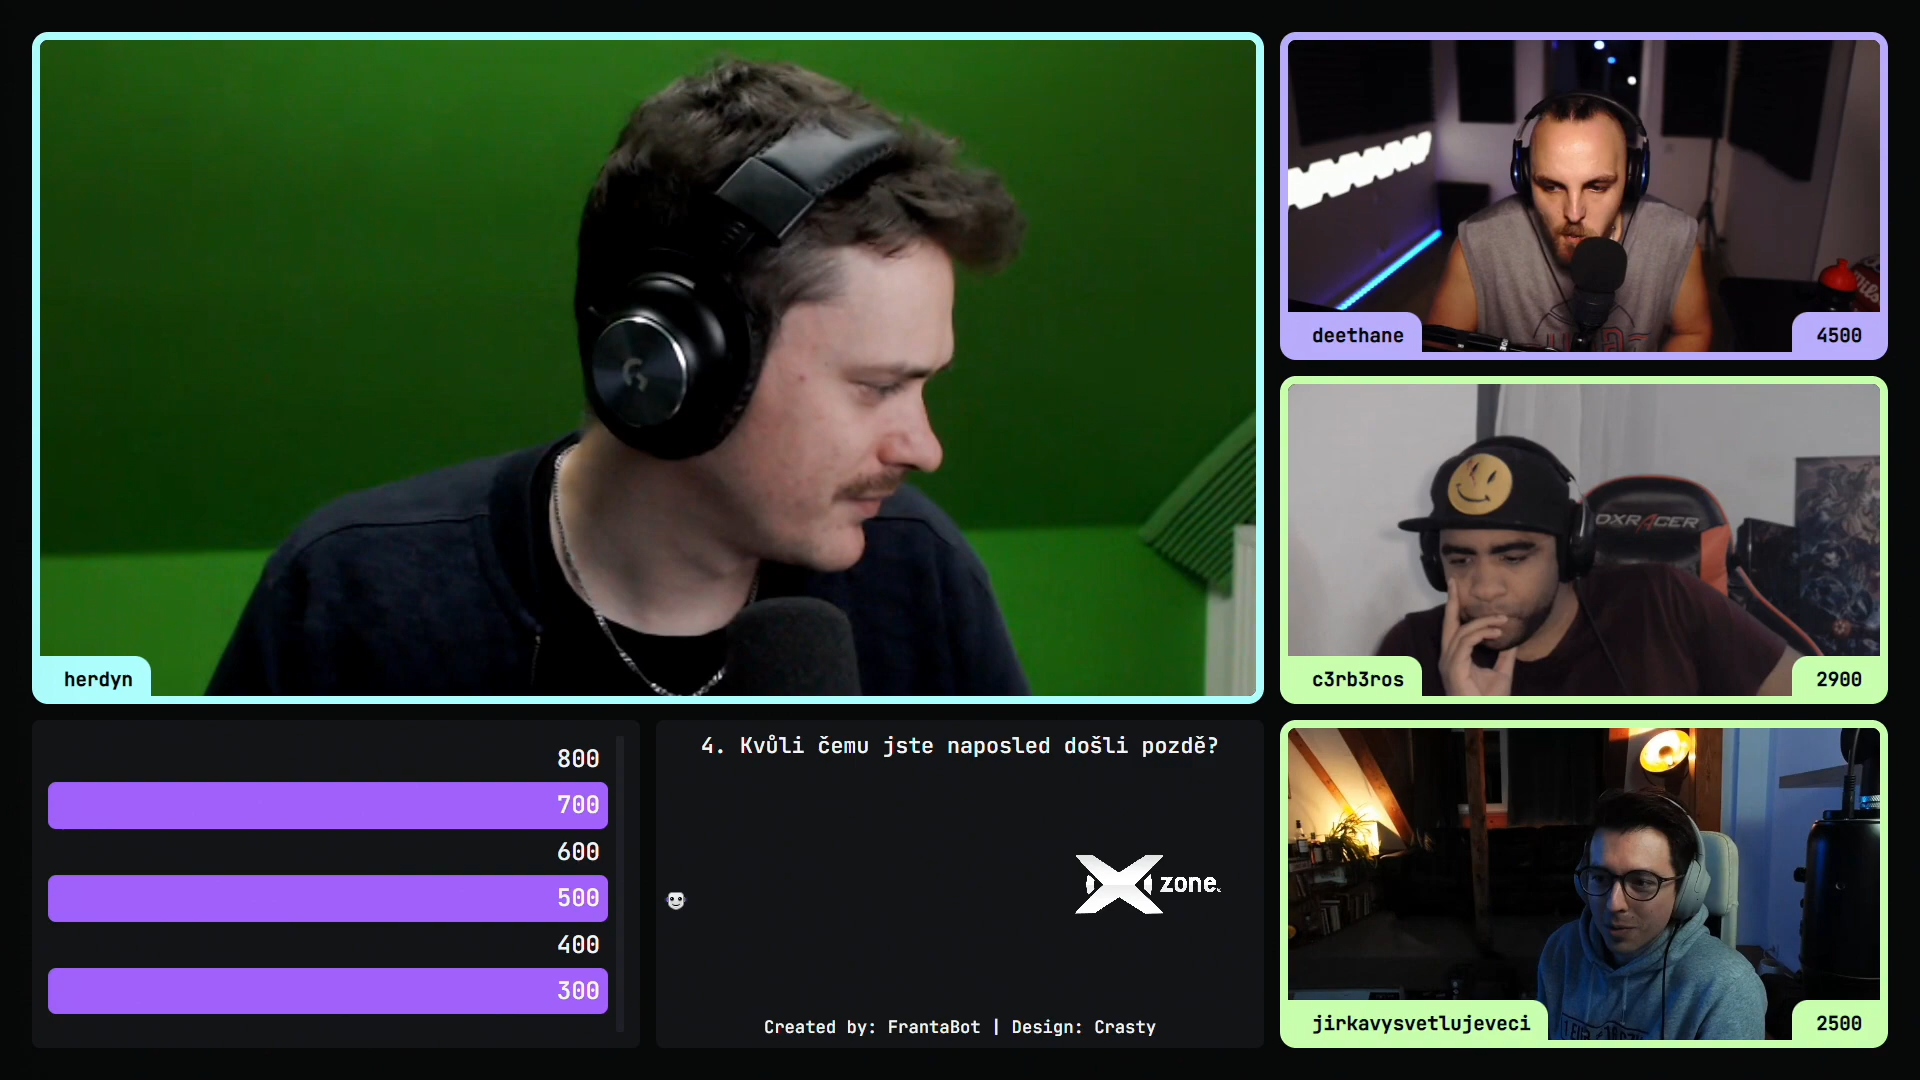 herdyn
deethane
4500
DXRACER
c3rb3ros
2900
800
700
600
500
400
300
4. Kvůli čemu jste naposled došli pozdě?
zone.
Created by: FrantaBot | Design: Crasty
jirkavysvetlujeveci
2500